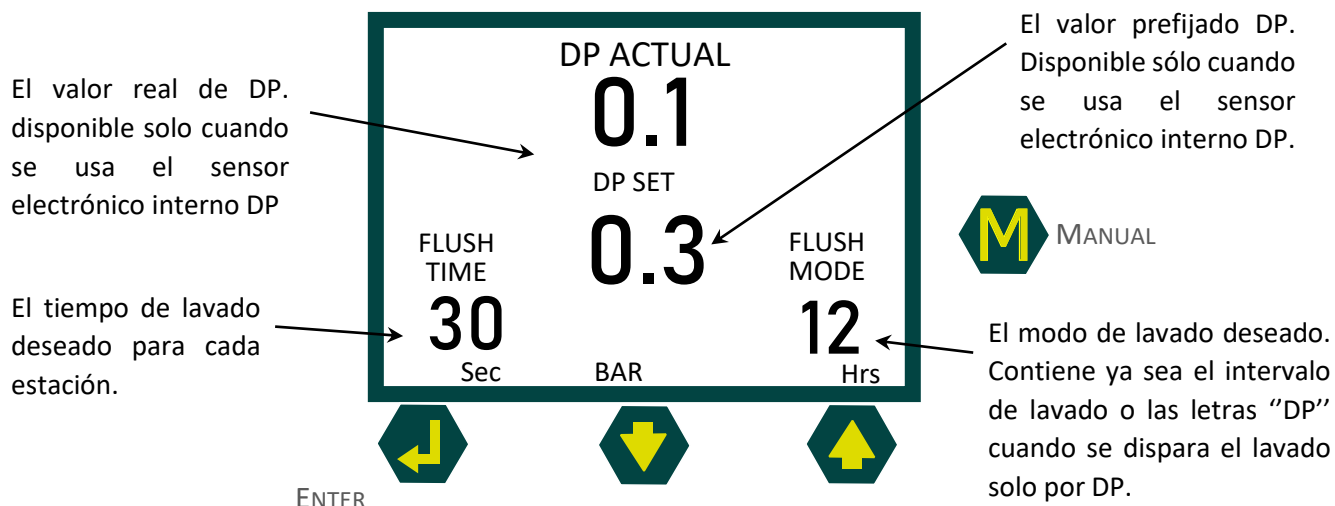 El valor real de DP.
disponible solo cuando
se usa el sensor
electrónico interno DP
El tiempo de lavado
deseado para cada
estación.
DP ACTUAL
0.1
DP SET
0.3
FLUSH
TIME
30
Sec
BAR
FLUSH
MODE
12
Hrs
ENTER
El valor prefijado DP.
Disponible sólo cuando
se usa el sensor
electrónico interno DP.
M MANUAL
El modo de lavado deseado.
Contiene ya sea el intervalo
de lavado o las letras ‘’DP’’
cuando se dispara el lavado
solo por DP.